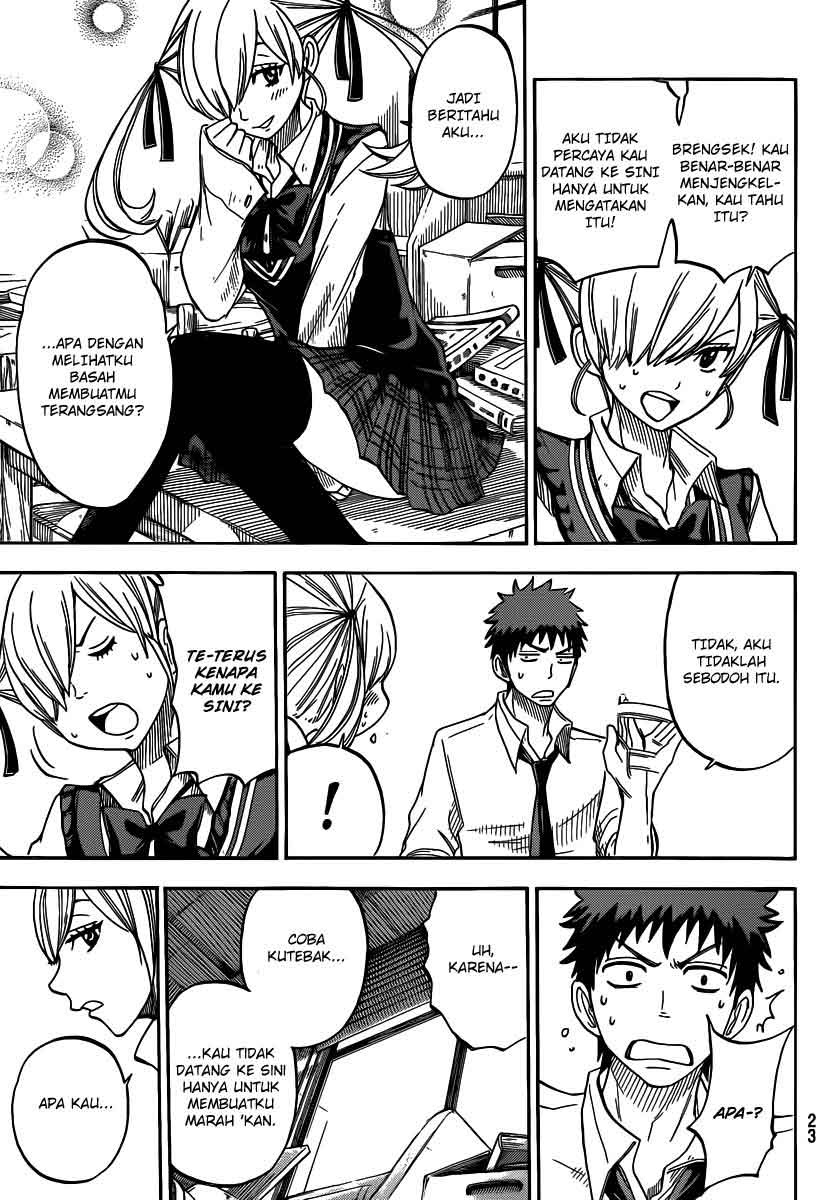 BRENGSEK! KAU
BENAR-BENAR
MENJENGKEL-
KAN, KAU TAHU
ITU?
AKU TIDAK
PERCAYA KAU
DATANG KE SINI
HANYA UNTUK
MENGATAKAN
ITU!
JADI
BERITAHU
AKU...
...APA DENGAN
MELIHATKU
BASAH
MEMBUATMU
TERANGSANG?
TIDAK, AKU
TIDAKLAH
SEBODOH ITU.
!
TE-TERUS
KENAPA
KAMU KE
SINI?
APA-?
UH,
KARENA--
COBA
KUTEBAK...
...KAU TIDAK
DATANG KE SINI
HANYA UNTUK
MEMBUATKU
MARAH 'KAN.
APA KAU...
23